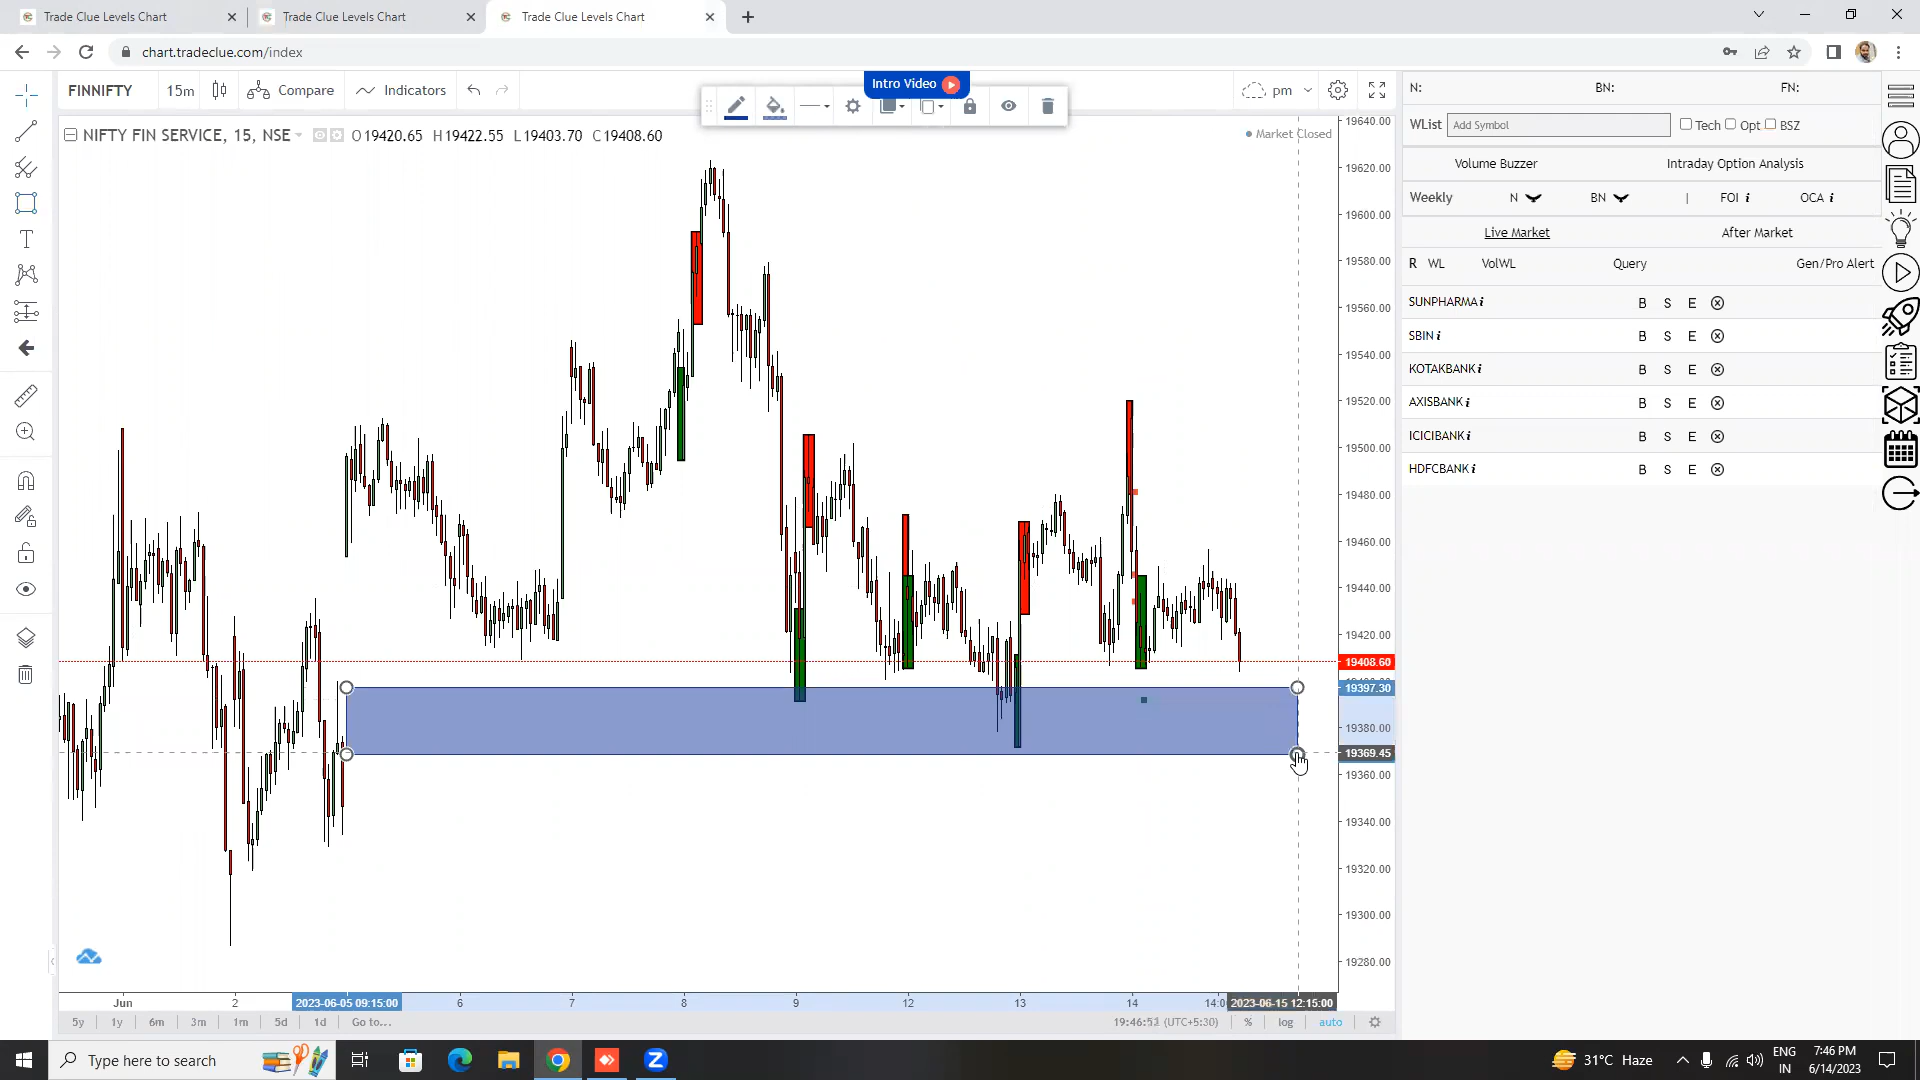 Trade Clue Levels Chart
Trade Clue Levels Chart
Trade Clue Levels Chart
chart.tradeclue.com/index
FINNIFTY 15m Compare Indicators
Intro Video
pm
NIFTY FIN SERVICE, 15, NSE O19420.65 H19422.55 L19403.70 C19408.60
Market Closed
N: BN: FN:
WList Add Symbol Tech Opt BSZ
Volume Buzzer Intraday Option Analysis
Weekly N BN | FOI i OCA i
Live Market After Market
R WL VolWL Query Gen/Pro Alert
SUNPHARMA i B S E
SBIN i B S E
KOTAKBANK i B S E
AXISBANK i B S E
ICICIBANK i B S E
HDFCBANK i B S E
19640.00
19620.00
19600.00
19580.00
19560.00
19540.00
19520.00
19500.00
19480.00
19460.00
19440.00
19420.00
19408.60
19397.30
19380.00
19369.45
19360.00
19340.00
19320.00
19300.00
19280.00
Jun 2 2023-06-05 09:15:00 6 7 8 9 12 13 14 2023-06-15 12:15:00
5y 1y 6m 3m 1m 5d 1d Go to... (UTC+5:30) % log auto
Type here to search
31°C Haze
ENG
IN
7:46 PM
6/14/2023